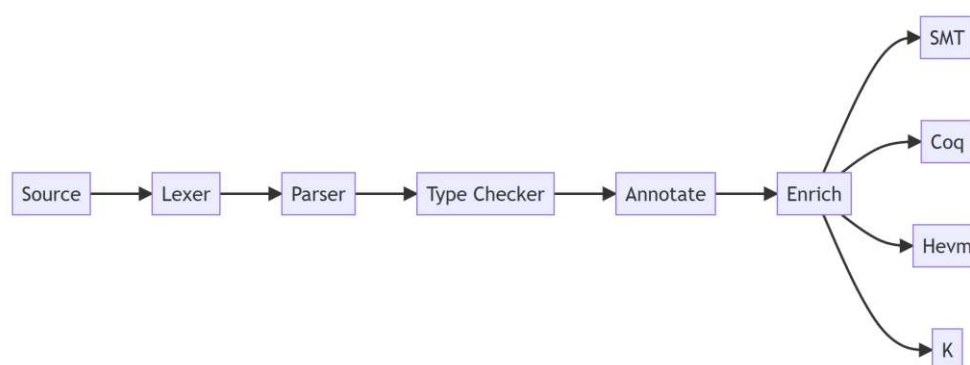 SMT
Coq
Source
Lexer
Parser
Type Checker
Annotate
Enrich
Hevm
K